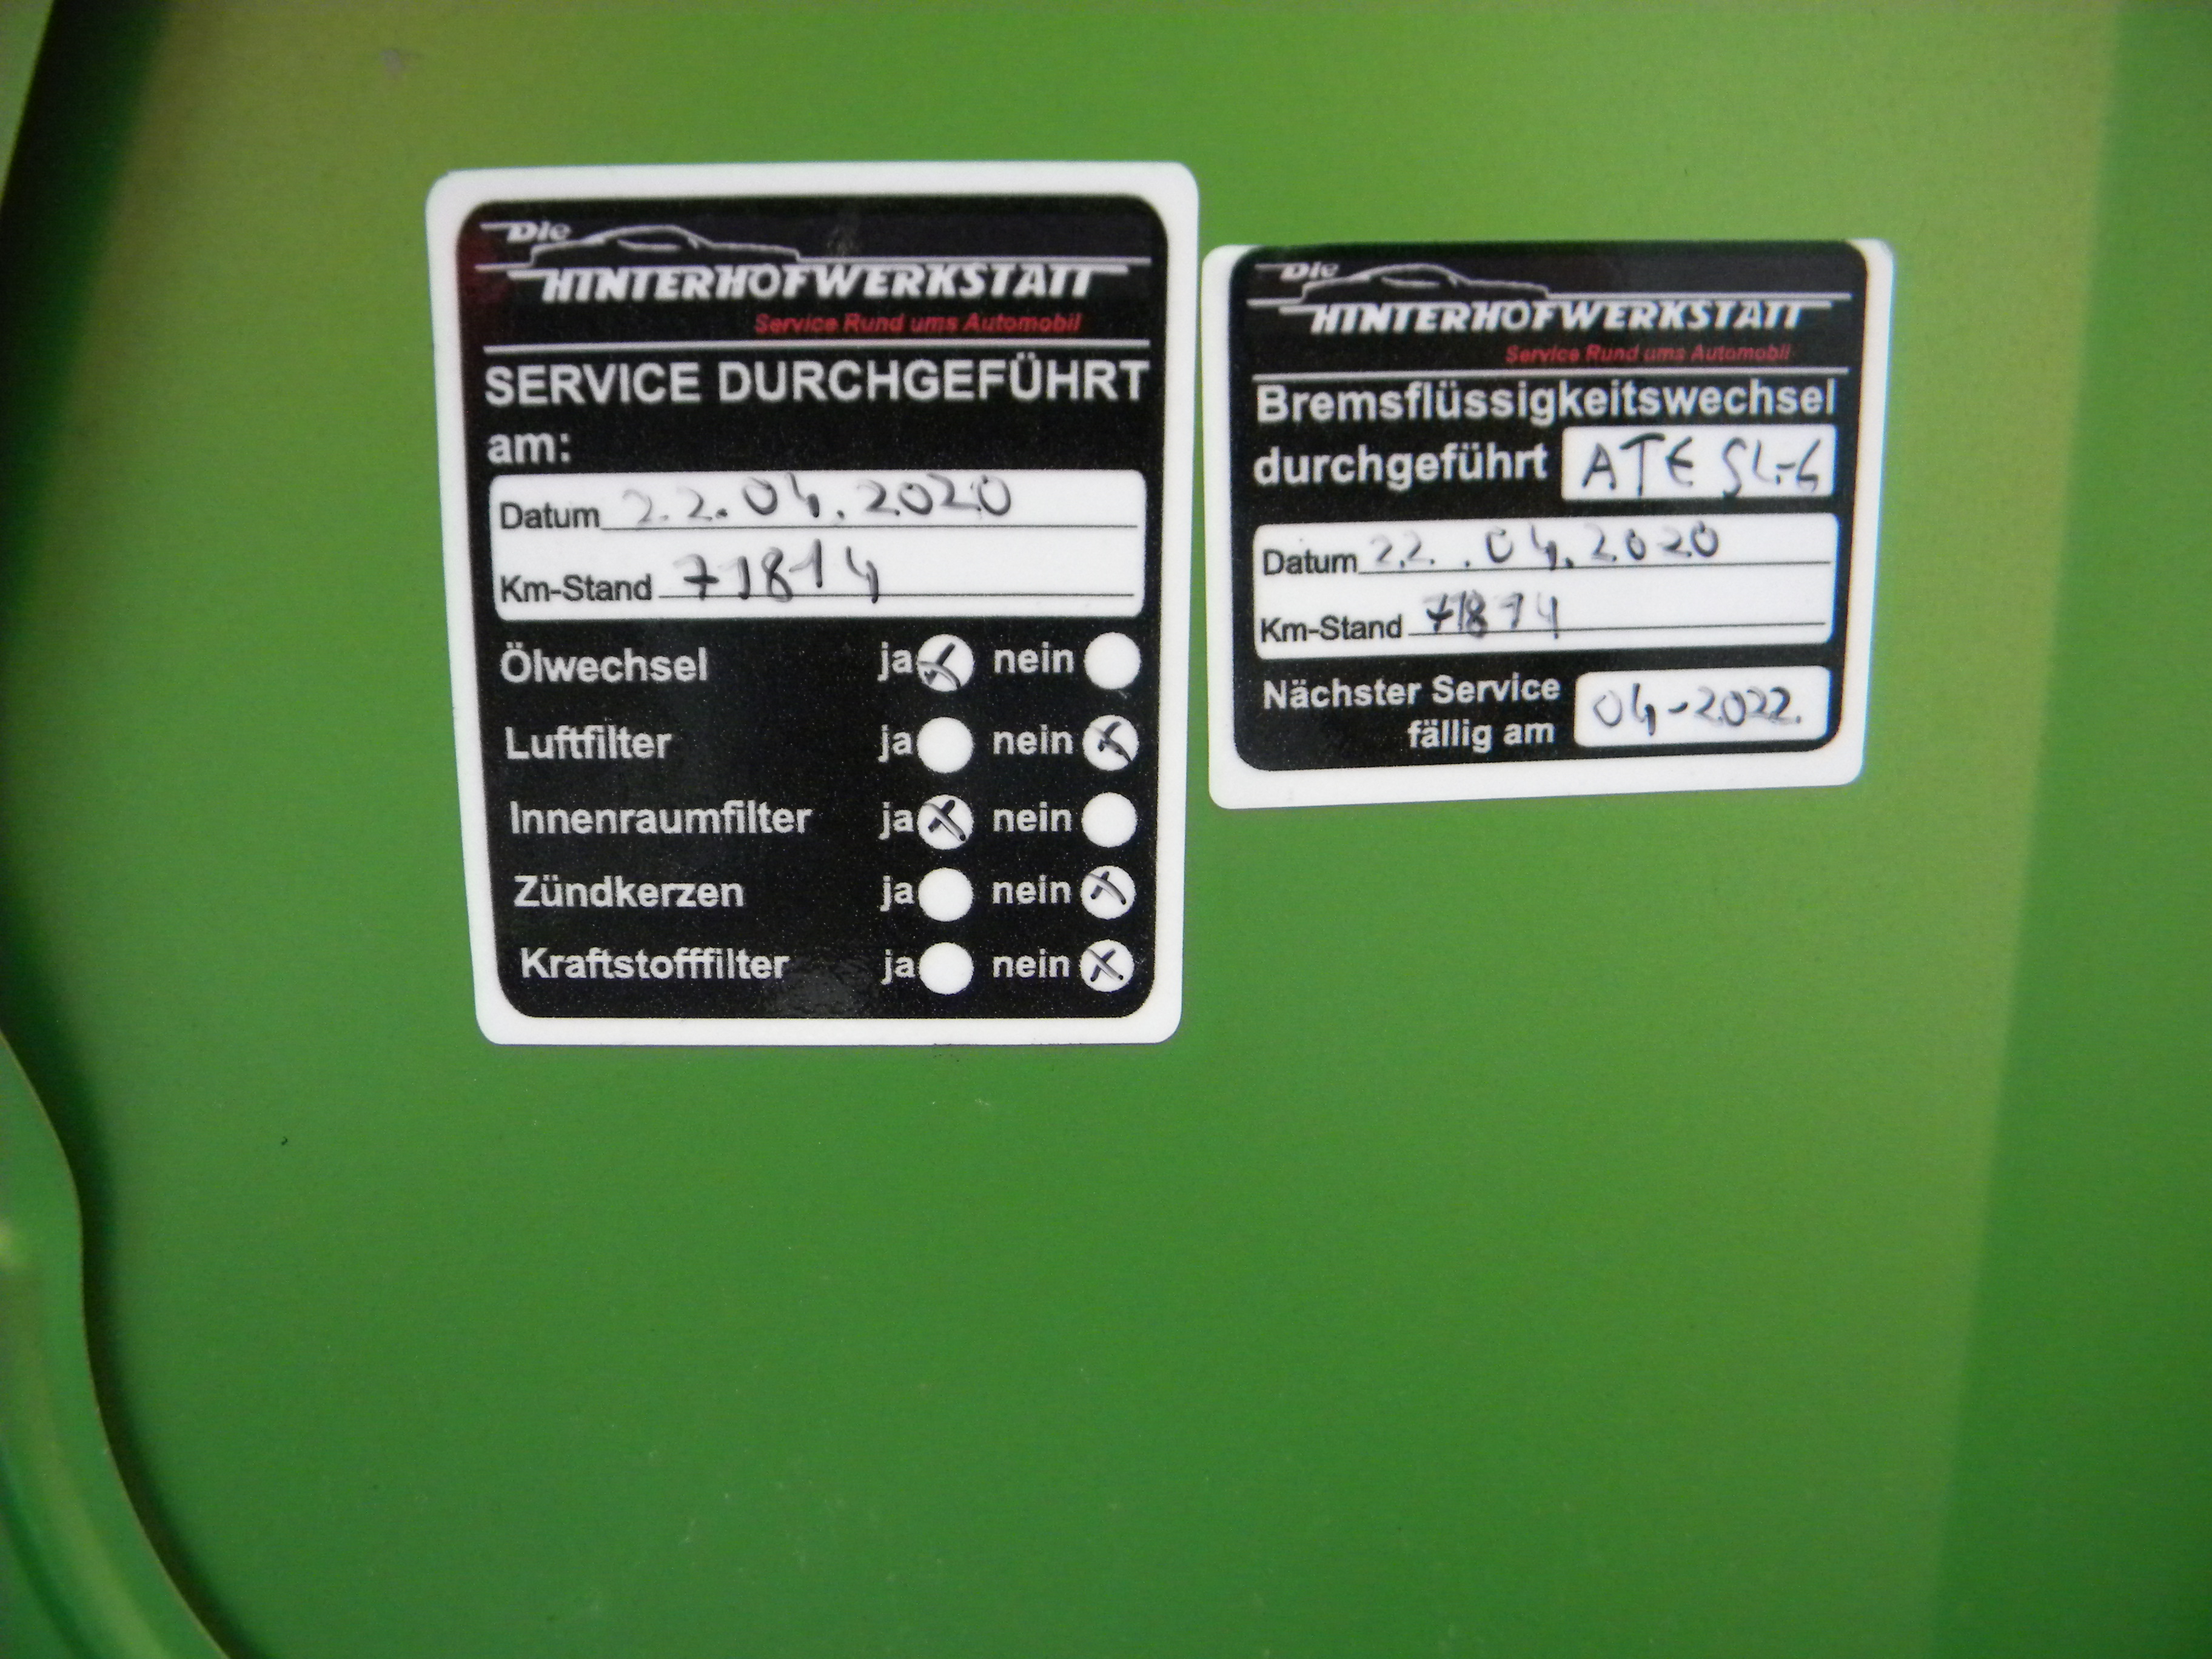 Die
HINTERHOFWERKSTATT
Service Rund ums Automobil
SERVICE DURCHGEFÜHRT
am:
Datum 22.04.2020
Km-Stand 71814
Ölwechsel ja nein
Luftfilter ja nein
Innenraumfilter ja nein
Zündkerzen ja nein
Kraftstofffilter ja nein
Die
HINTERHOFWERKSTATT
Service Rund ums Automobil
Bremsflüssigkeitswechsel
durchgeführt ATE SL-6
Datum 22.04.2020
Km-Stand 71814
Nächster Service
fällig am 04-2022